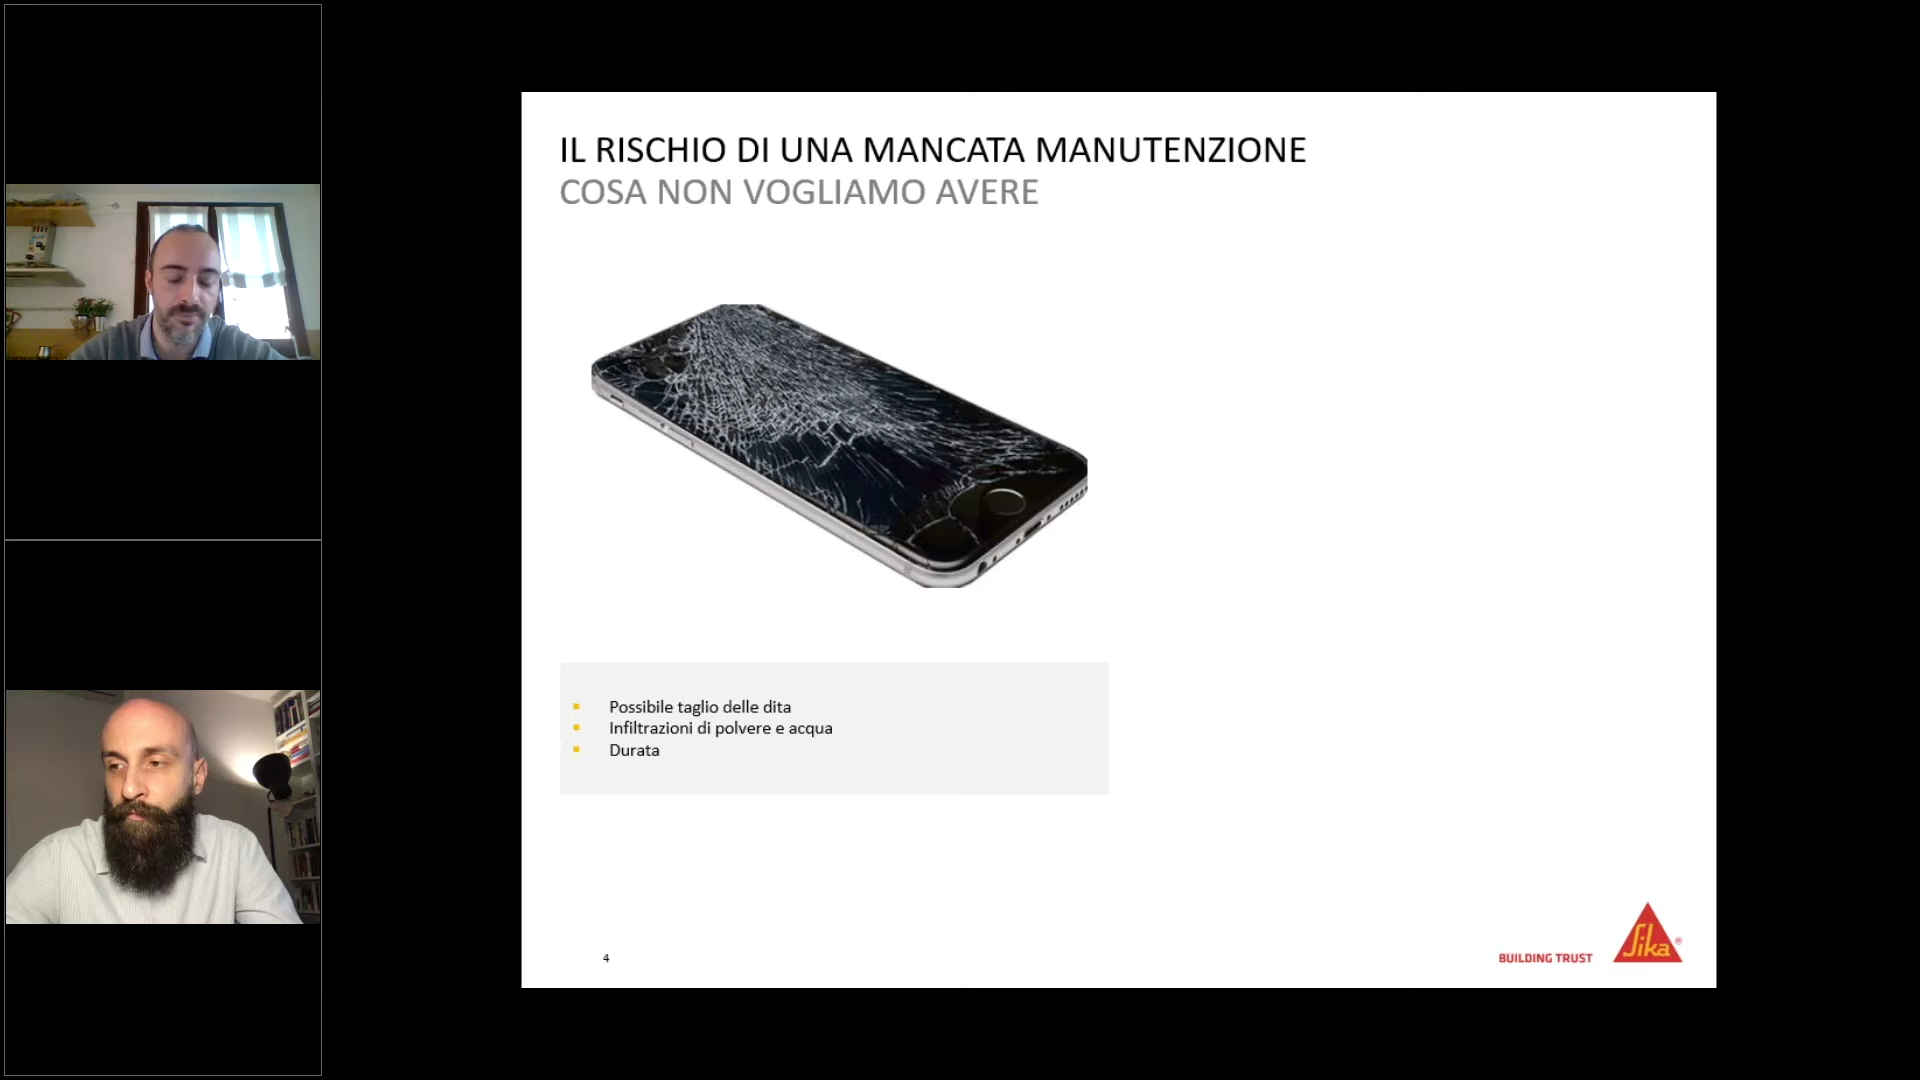 IL RISCHIO DI UNA MANCATA MANUTENZIONE
COSA NON VOGLIAMO AVERE
Possibile taglio delle dita
Infiltrazioni di polvere e acqua
Durata
4
BUILDING TRUST
Sika®